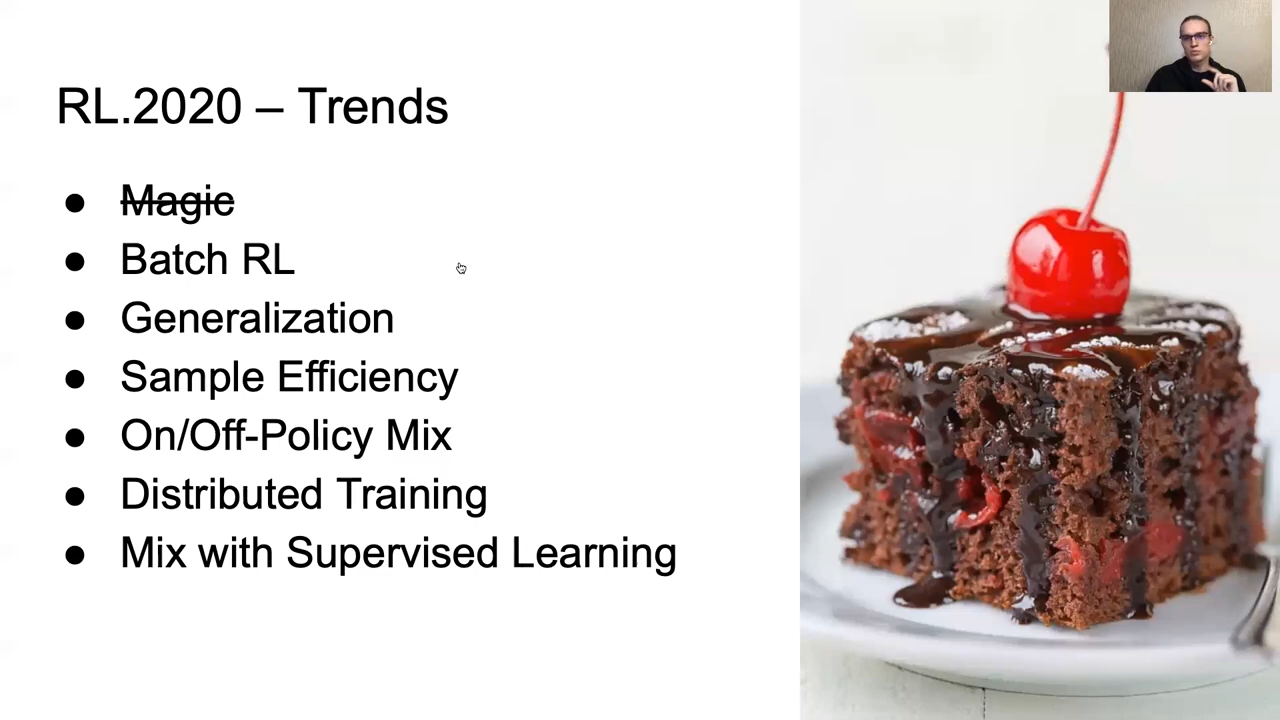 RL.2020 – Trends
● Magic
● Batch RL
● Generalization
● Sample Efficiency
● On/Off-Policy Mix
● Distributed Training
● Mix with Supervised Learning